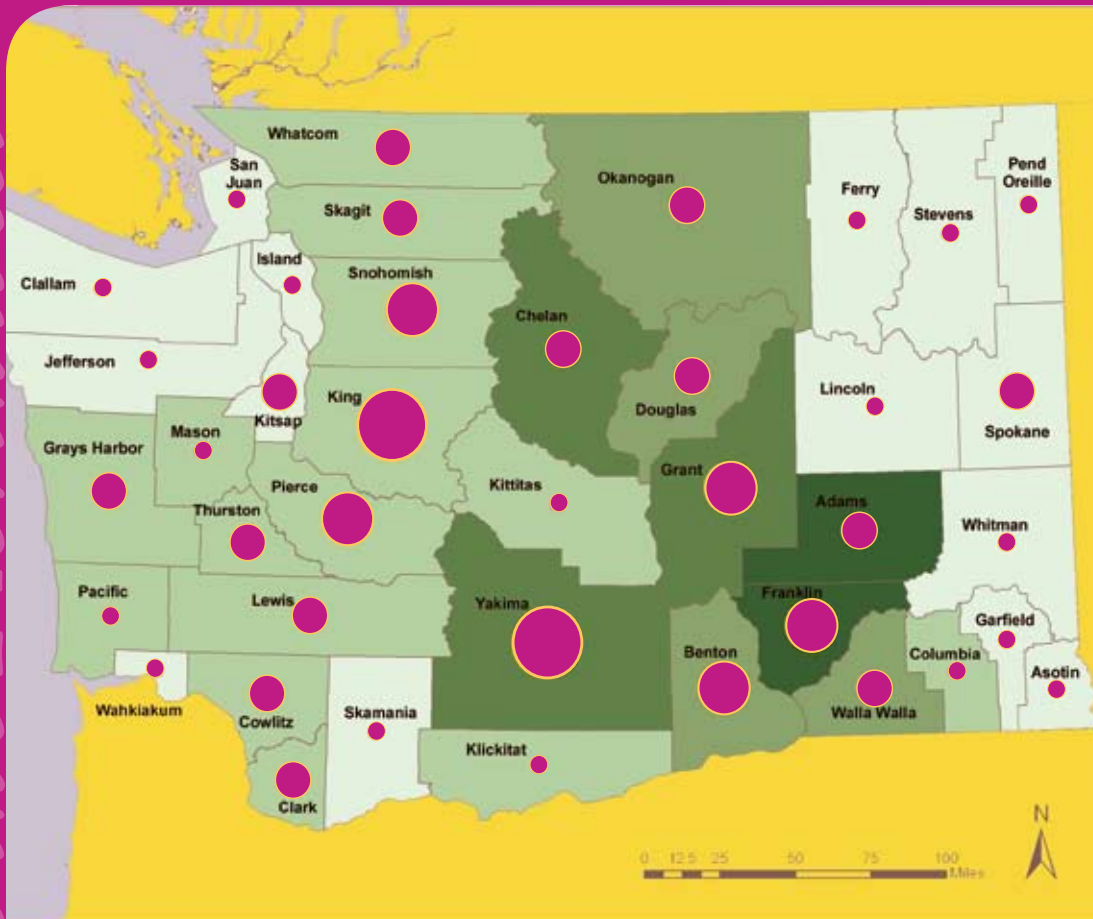 Whatcom
San
Juan
Skagit
Island
Snohomish
Clallam
Jefferson
King
Kitsap
Mason
Grays Harbor
Pierce
Thurston
Pacific
Lewis
Wahkiakum
Cowlitz
Clark
Skamania
Klickitat
Yakima
Kittitas
Chelan
Okanogan
Douglas
Grant
Adams
Franklin
Benton
Walla Walla
Columbia
Garfield
Asotin
Whitman
Lincoln
Spokane
Ferry
Stevens
Pend
Oreille
N
0 12.5 25 50 75 100
Miles